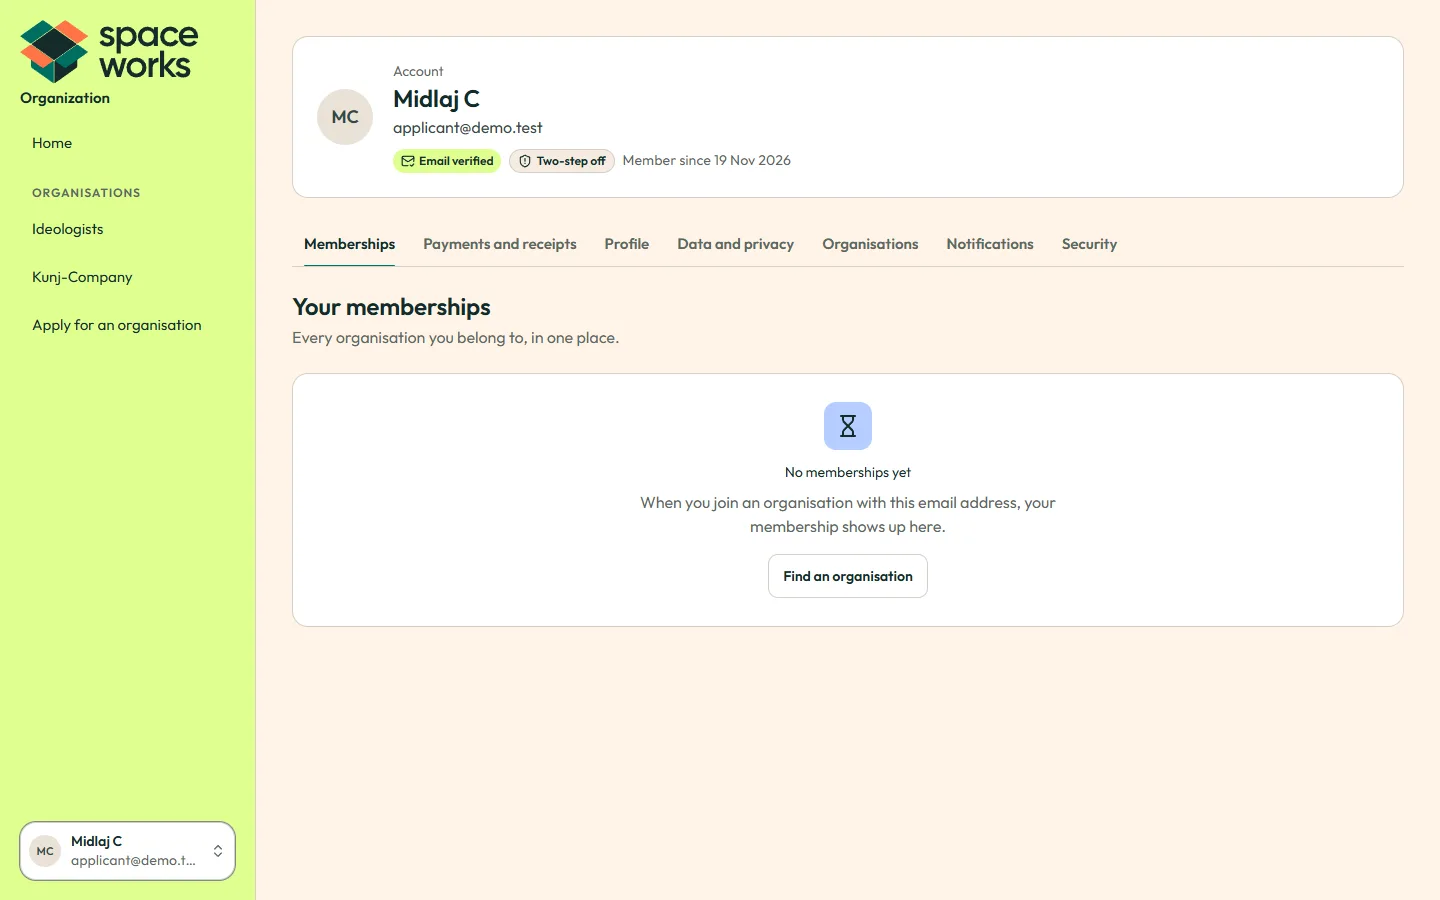 space
works
Organization
Home
ORGANISATIONS
Ideologists
Kunj-Company
Apply for an organisation
MC
Midlaj C
applicant@demo.t...
Account
MC
Midlaj C
applicant@demo.test
Email verified
Two-step off
Member since 19 Nov 2026
Memberships
Payments and receipts
Profile
Data and privacy
Organisations
Notifications
Security
Your memberships
Every organisation you belong to, in one place.
No memberships yet
When you join an organisation with this email address, your
membership shows up here.
Find an organisation